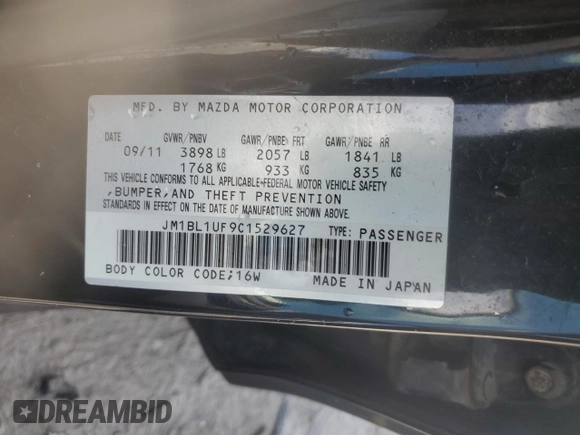 MFD. BY MAZDA MOTOR CORPORATION
DATE GVWR/PNBV GAWR/PNBE FRT GAWR/PNBE RR
09/11 3898 LB 2057 LB 1841 LB
1768 KG 933 KG 835 KG
THIS VEHICLE CONFORMS TO ALL APPLICABLE FEDERAL MOTOR VEHICLE SAFETY
,BUMPER,AND THEFT PREVENTION
STANDARDS IN EFFECT ON THE DATE OF MANUFACTURE SHOWN ABOVE.
JM1BL1UF9C1529627 TYPE: PASSENGER
BODY COLOR CODE;16W MADE IN JAPAN
DREAMBID